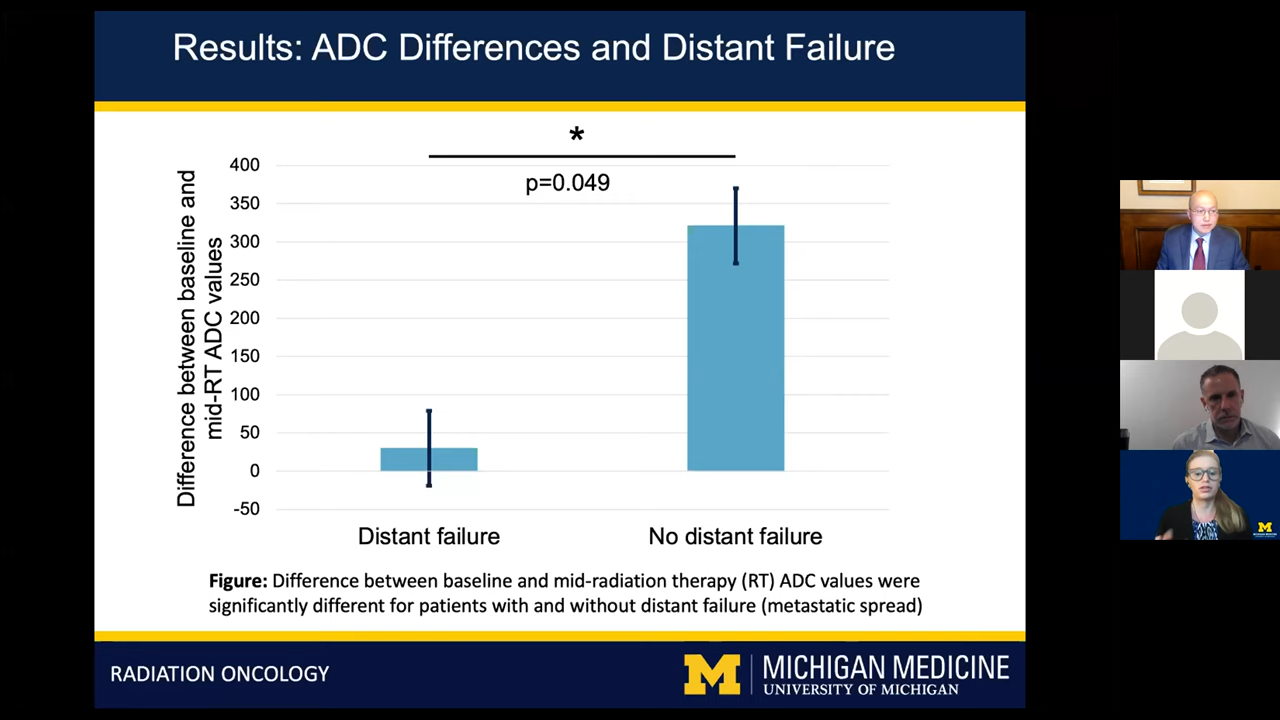 Results: ADC Differences and Distant Failure
*
p=0.049
Difference between baseline and
mid-RT ADC values
400
350
300
250
200
150
100
50
0
-50
Distant failure
No distant failure
Figure: Difference between baseline and mid-radiation therapy (RT) ADC values were
significantly different for patients with and without distant failure (metastatic spread)
RADIATION ONCOLOGY
M
MICHIGAN MEDICINE
UNIVERSITY OF MICHIGAN
M